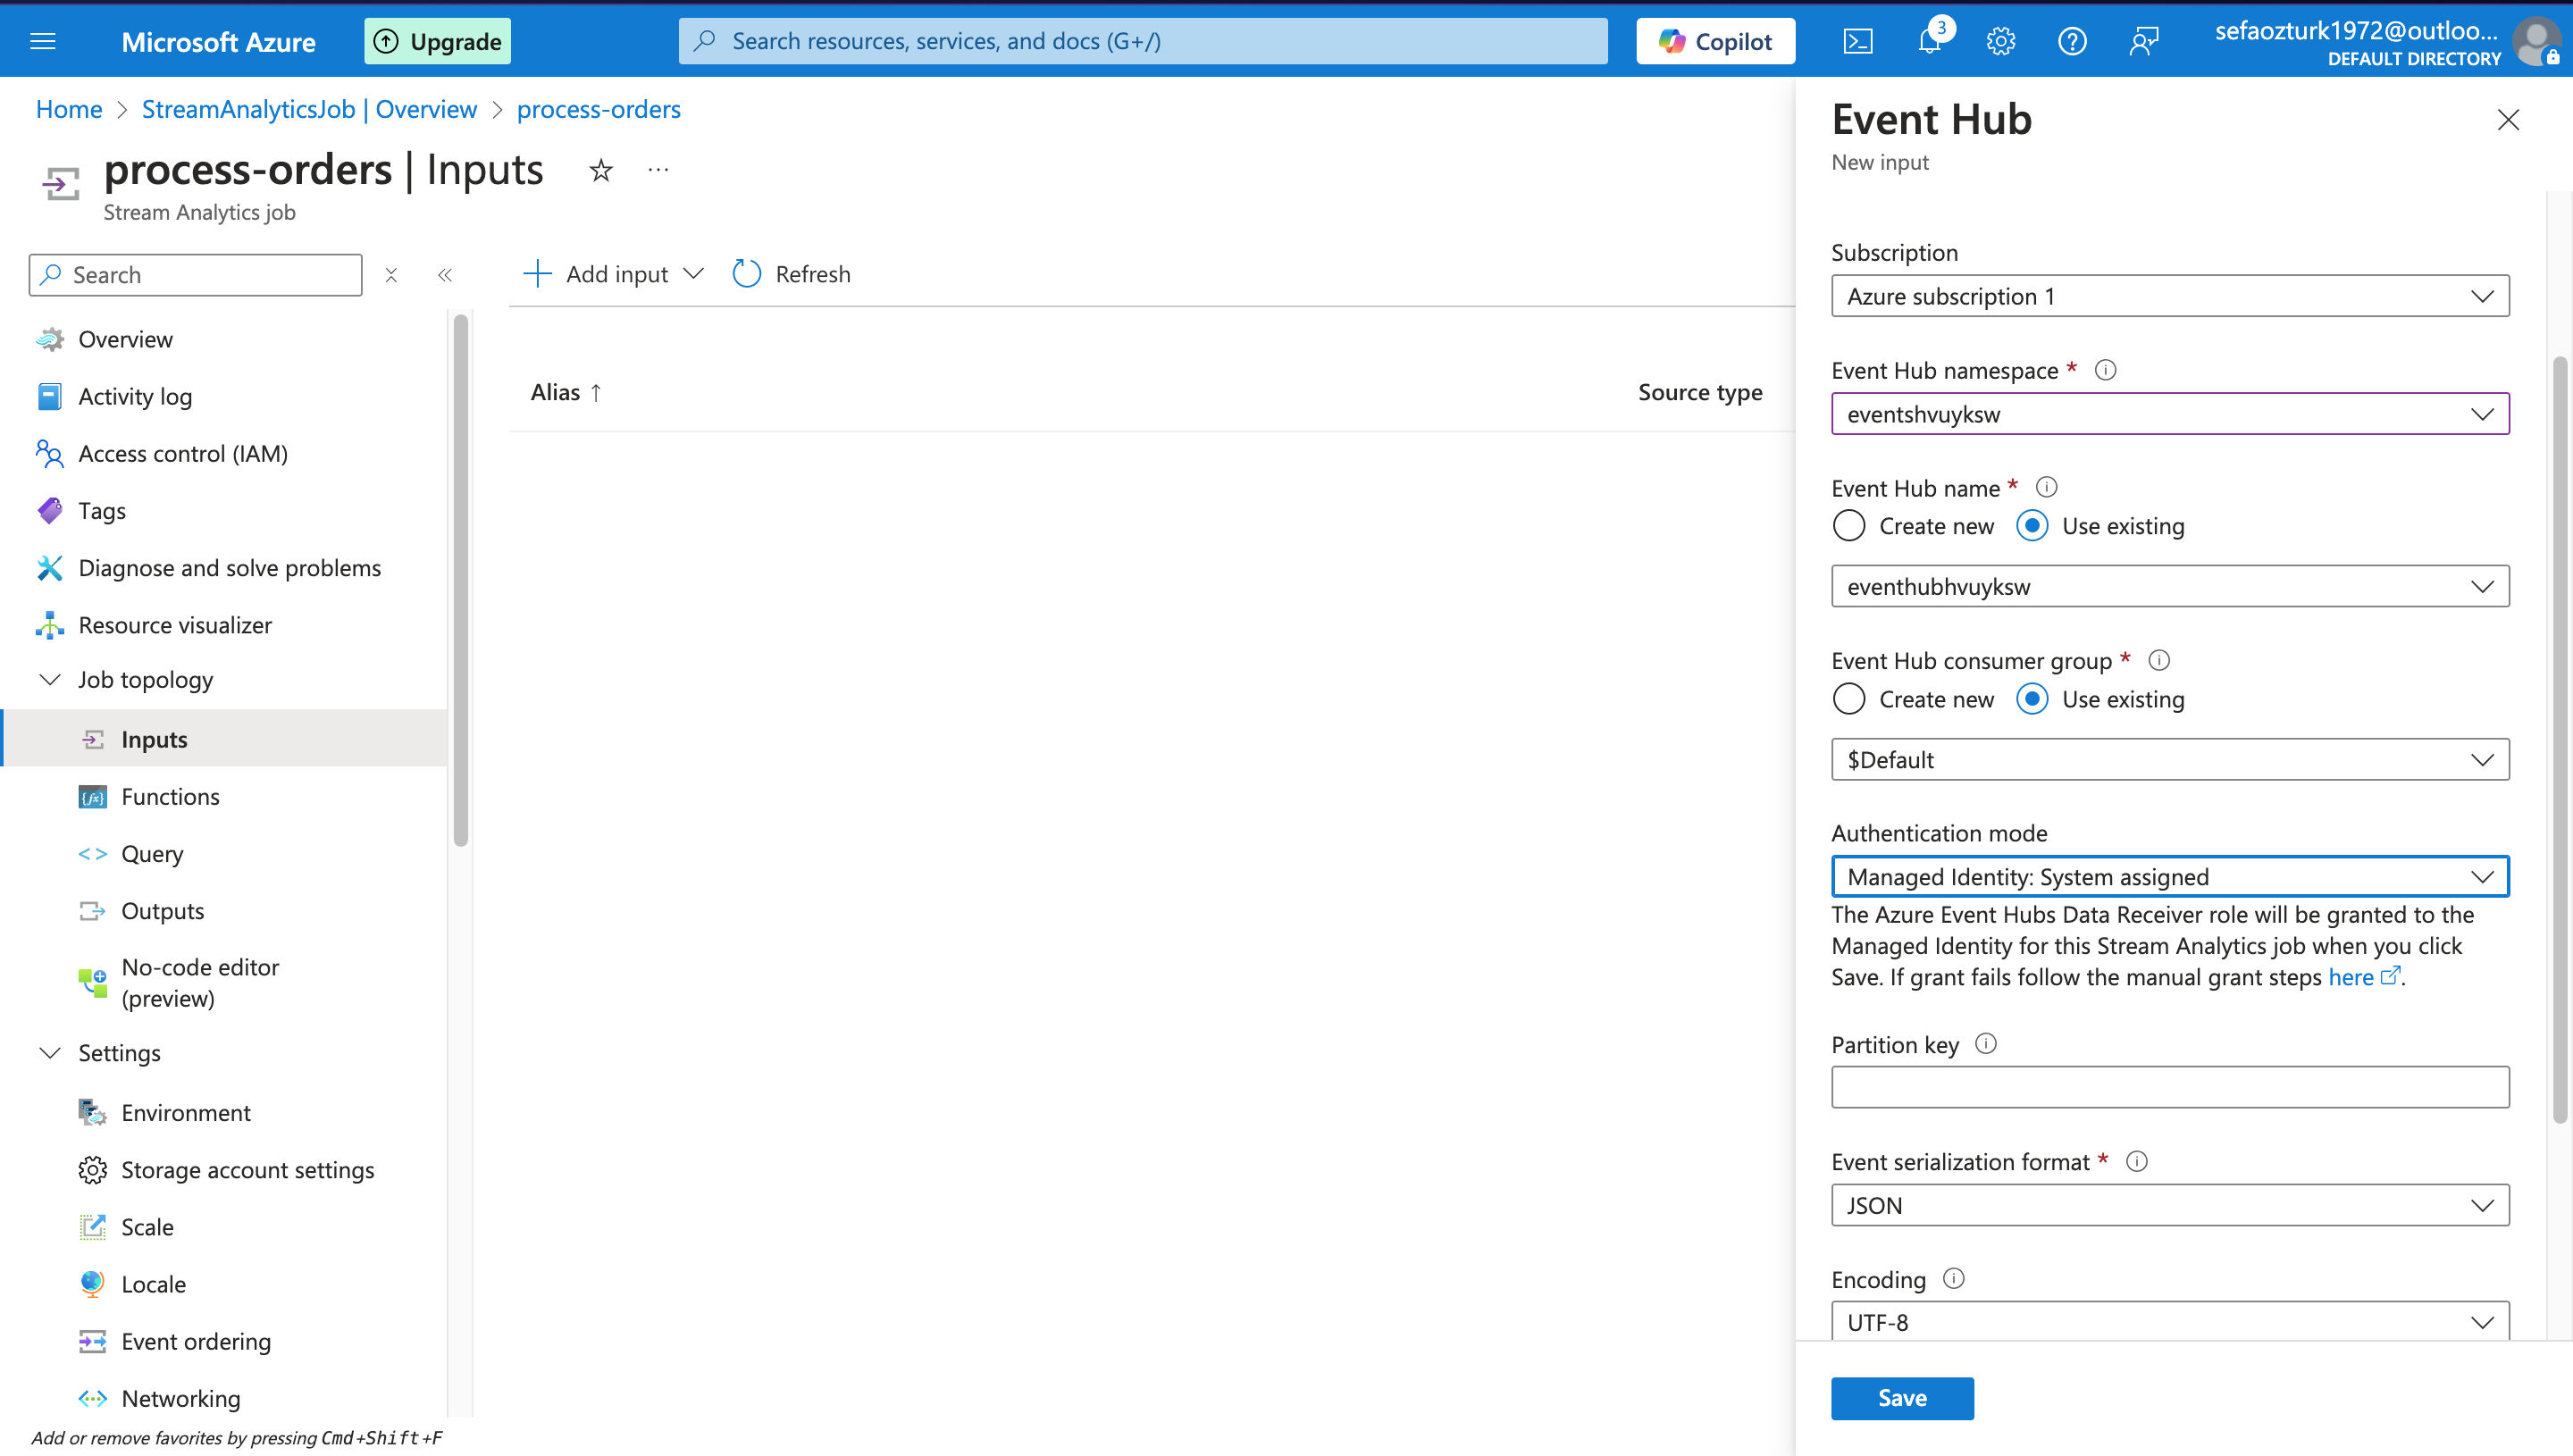 Microsoft Azure
Upgrade
Search resources, services, and docs (G+/)
Copilot
3
sefaozturk1972@outloo...
DEFAULT DIRECTORY
Home > StreamAnalyticsJob | Overview > process-orders
process-orders | Inputs
Stream Analytics job
Search
Add input
Refresh
Overview
Activity log
Access control (IAM)
Tags
Diagnose and solve problems
Resource visualizer
Job topology
Inputs
Functions
Query
Outputs
No-code editor
(preview)
Settings
Environment
Storage account settings
Scale
Locale
Event ordering
Networking
Add or remove favorites by pressing Cmd+Shift+F
Alias ↑
Source type
Event Hub
New input
Subscription
Azure subscription 1
Event Hub namespace *
eventshvuyksw
Event Hub name *
Create new
Use existing
eventhubhvuyksw
Event Hub consumer group *
Create new
Use existing
$Default
Authentication mode
Managed Identity: System assigned
The Azure Event Hubs Data Receiver role will be granted to the
Managed Identity for this Stream Analytics job when you click
Save. If grant fails follow the manual grant steps here.
Partition key
Event serialization format *
JSON
Encoding
UTF-8
Save